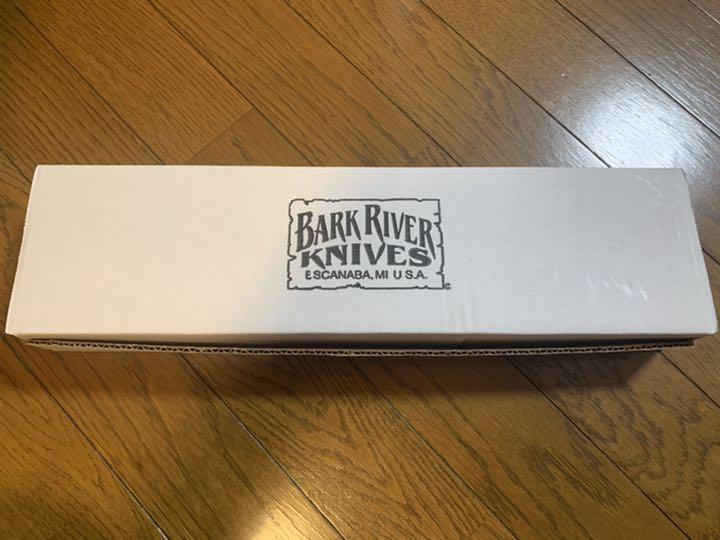 BARK RIVER
KNIVES
ESCANABA, MI U S.A.